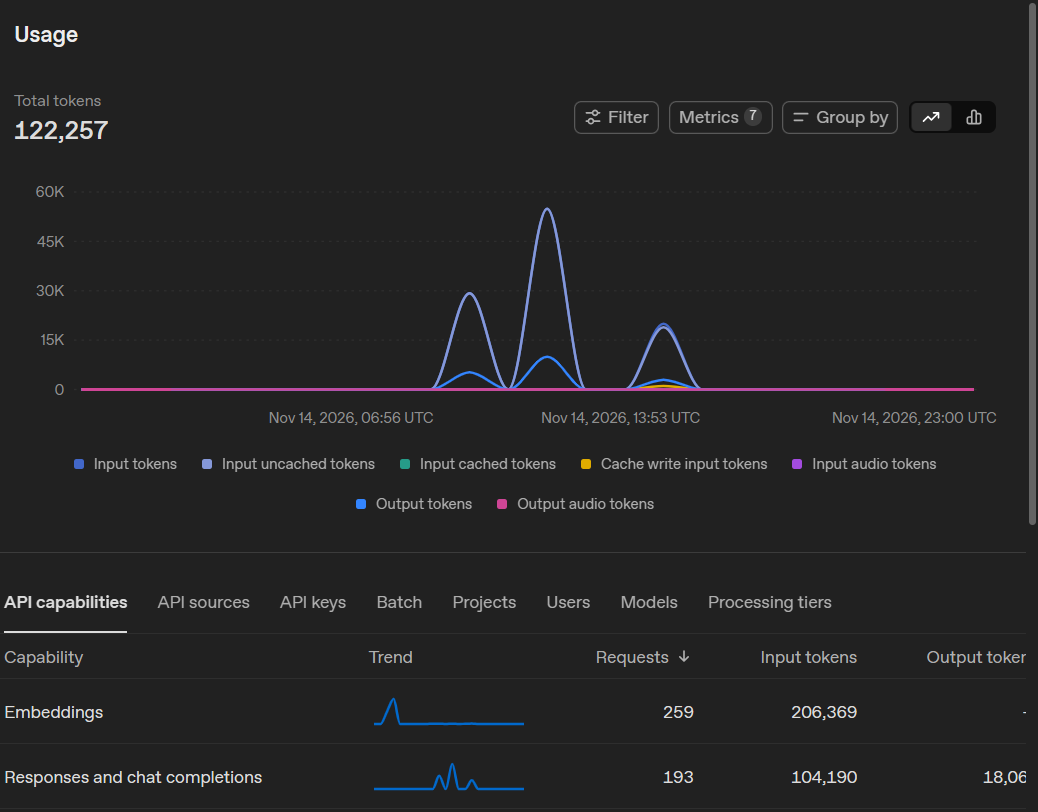 Usage
Total tokens
122,257
Filter
Metrics 7
Group by
60K
45K
30K
15K
0
Nov 14, 2026, 06:56 UTC
Nov 14, 2026, 13:53 UTC
Nov 14, 2026, 23:00 UTC
Input tokens
Input uncached tokens
Input cached tokens
Cache write input tokens
Input audio tokens
Output tokens
Output audio tokens
API capabilities API sources API keys Batch Projects Users Models Processing tiers
Capability Trend Requests Input tokens Output
Embeddings 259 206,369
Responses and chat completions 193 104,190